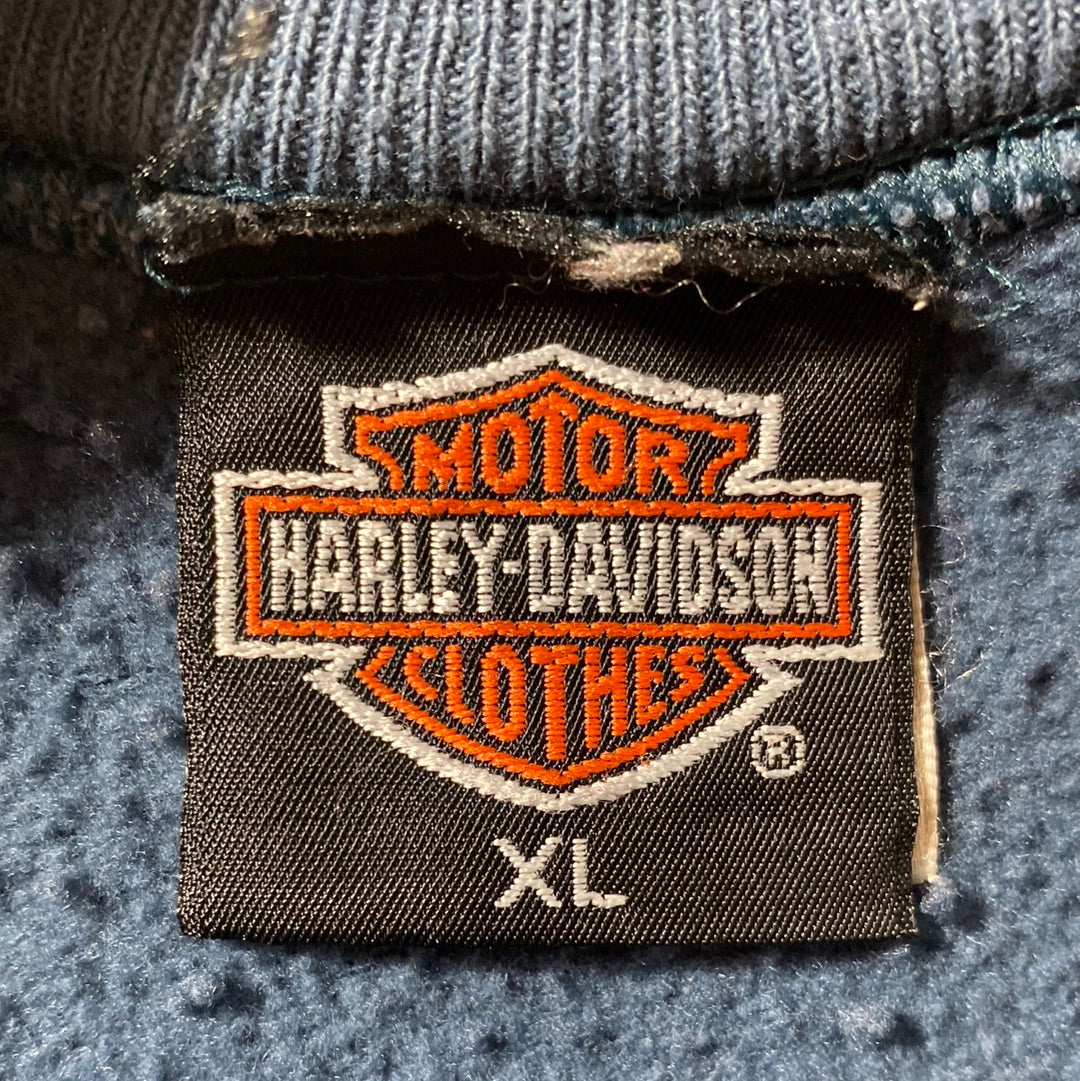 MOTOR
HARLEY-DAVIDSON
CLOTHES
®
XL